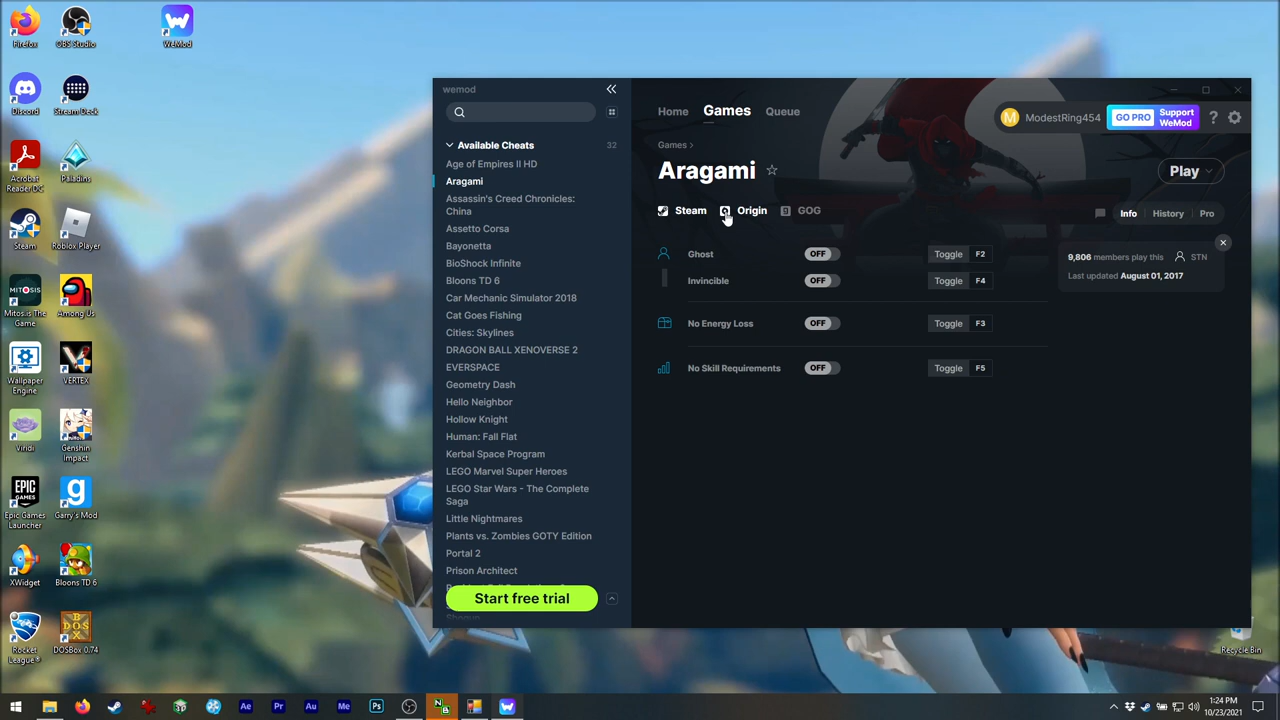 Firefox
OBS Studio
WeMod
Discord
Stream Deck
Acrobat
Reader DC
Paladins
Steam
Roblox Player
MITOSIS
Mitos.is The
Game
Among Us
Wallpaper
Engine
VERTEX
Viridi
Genshin
Impact
EPIC
GAMES
Epic Games
Launcher
Garry's Mod
XWidget
Bloons TD 6
Rocket
League®
DOSBox 0.74
Recycle Bin
wemod
Available Cheats 32
Age of Empires II HD
Aragami
Assassin's Creed Chronicles:
China
Assetto Corsa
Bayonetta
BioShock Infinite
Bloons TD 6
Car Mechanic Simulator 2018
Cat Goes Fishing
Cities: Skylines
DRAGON BALL XENOVERSE 2
EVERSPACE
Geometry Dash
Hello Neighbor
Hollow Knight
Human: Fall Flat
Kerbal Space Program
LEGO Marvel Super Heroes
LEGO Star Wars - The Complete
Saga
Little Nightmares
Plants vs. Zombies GOTY Edition
Portal 2
Prison Architect
Start free trial
Home Games Queue
M ModestRing454 GO PRO Support
WeMod ?
Games >
Aragami
Play
Steam Origin GOG
Info History Pro
Ghost OFF Toggle F2
Invincible OFF Toggle F4
No Energy Loss OFF Toggle F3
No Skill Requirements OFF Toggle F5
9,806 members play this STN
Last updated August 01, 2017
Ae Pr Au Me Ps
1:24 PM
10/23/2021